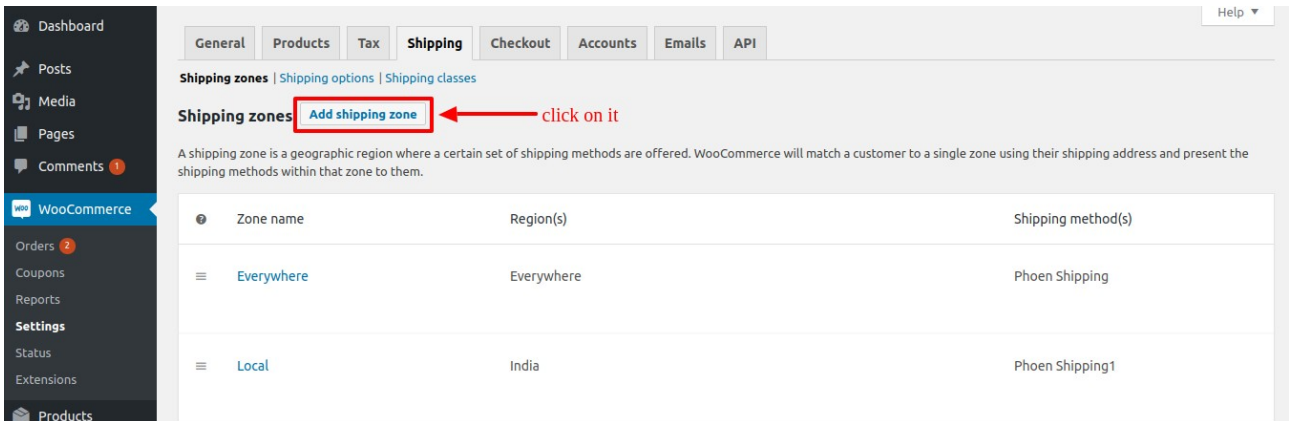 Help ▼
Dashboard
Posts
Media
Pages
Comments 1
WooCommerce
Orders 2
Coupons
Reports
Settings
Status
Extensions
Products
General Products Tax Shipping Checkout Accounts Emails API
Shipping zones | Shipping options | Shipping classes
Shipping zones Add shipping zone click on it
A shipping zone is a geographic region where a certain set of shipping methods are offered. WooCommerce will match a customer to a single zone using their shipping address and present the
shipping methods within that zone to them.
Zone name Region(s) Shipping method(s)
Everywhere Everywhere Phoen Shipping
Local India Phoen Shipping1